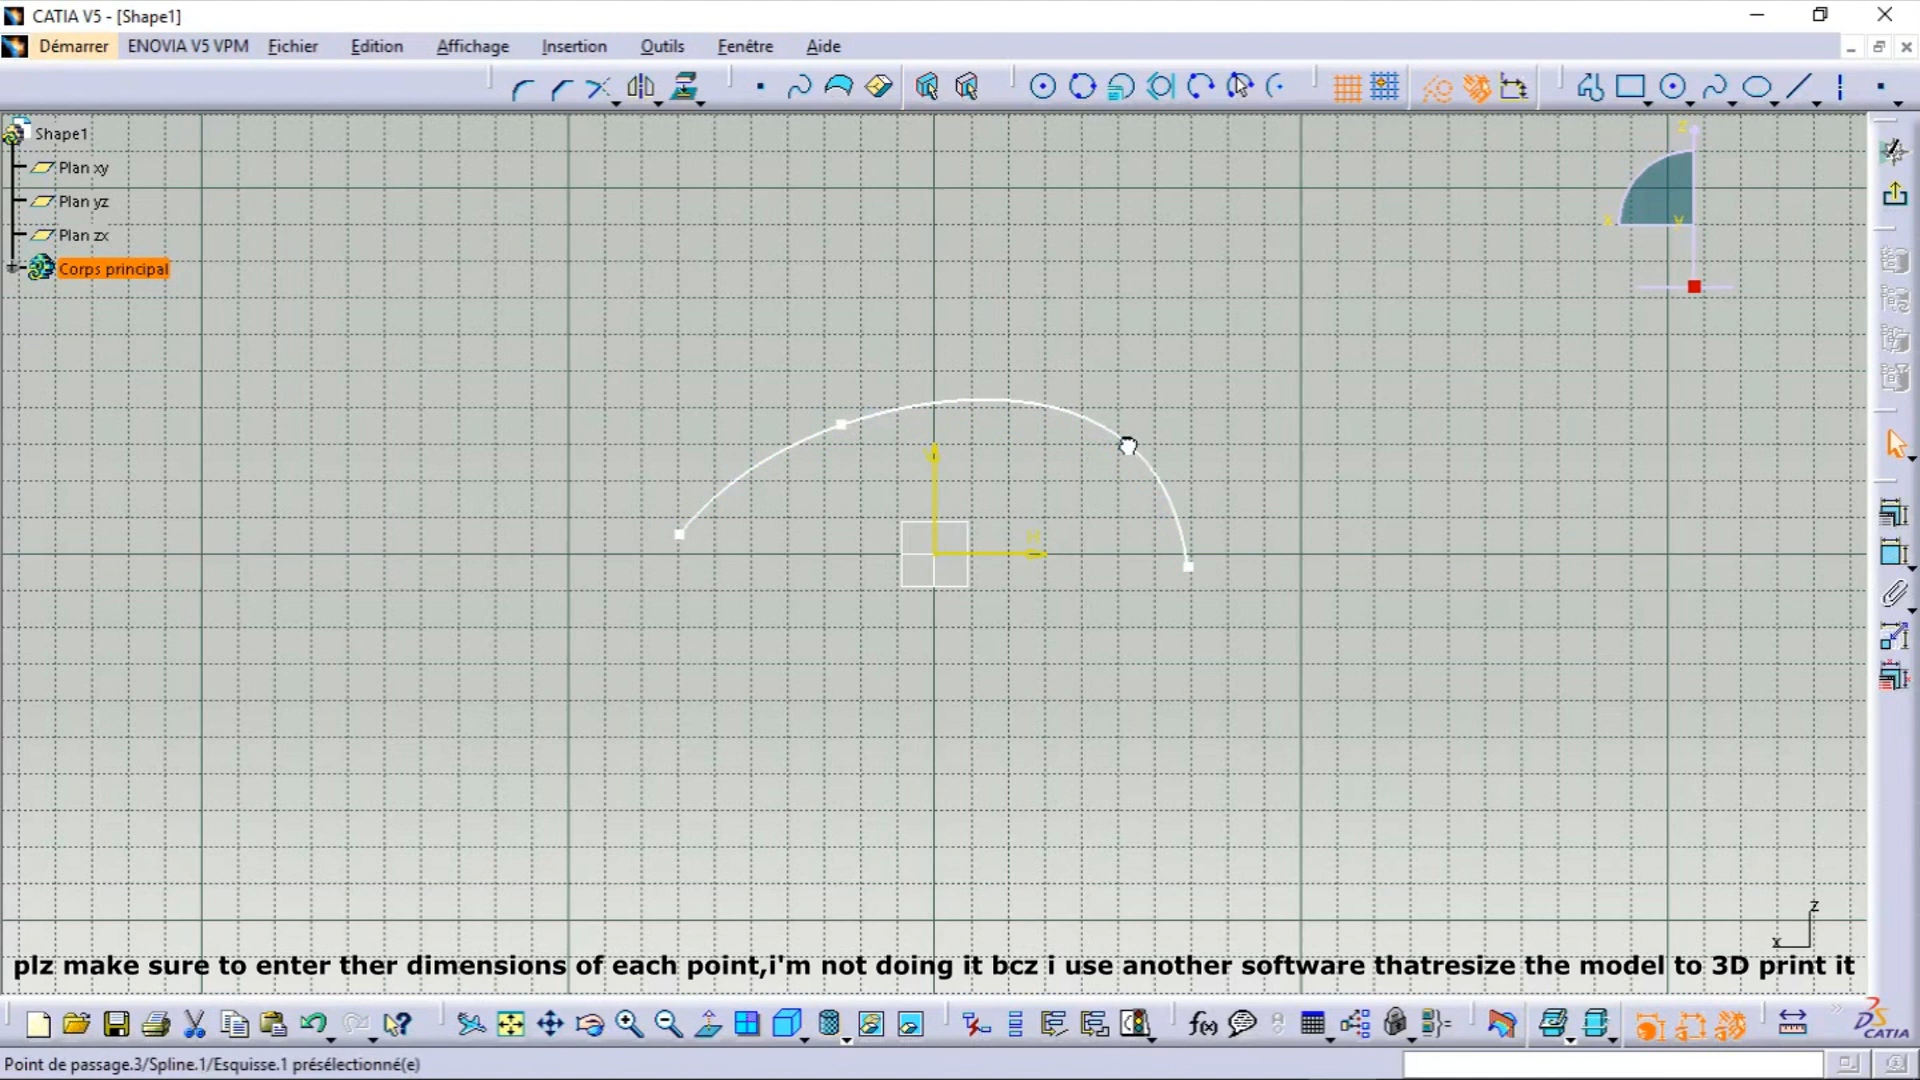 CATIA V5 - [Shape1]
Démarrer ENOVIA V5 VPM Fichier Edition Affichage Insertion Outils Fenêtre Aide
Shape1
Plan xy
Plan yz
Plan zx
Corps principal
z
x y
V
H
z
x
plz make sure to enter ther dimensions of each point,i'm not doing it bcz i use another software thatresize the model to 3D print it
f(x)
CATIA
Point de passage.3/Spline.1/Esquisse.1 présélectionné(e)